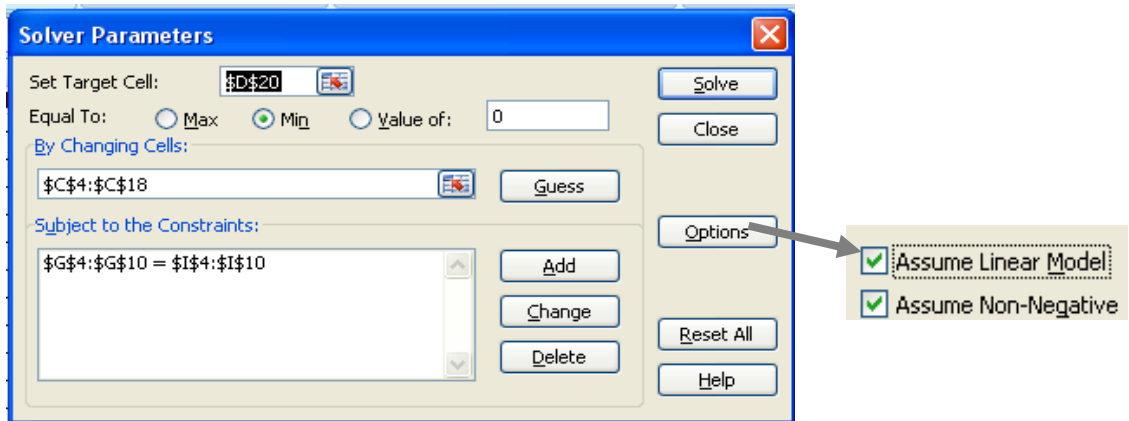 Solver Parameters
Set Target Cell: $D$20 Solve
Equal To: Max Min Value of: 0 Close
By Changing Cells:
$C$4:$C$18 Guess
Subject to the Constraints: Options
$G$4:$G$10 = $I$4:$I$10 Add
Change
Delete
Reset All
Help
Assume Linear Model
Assume Non-Negative